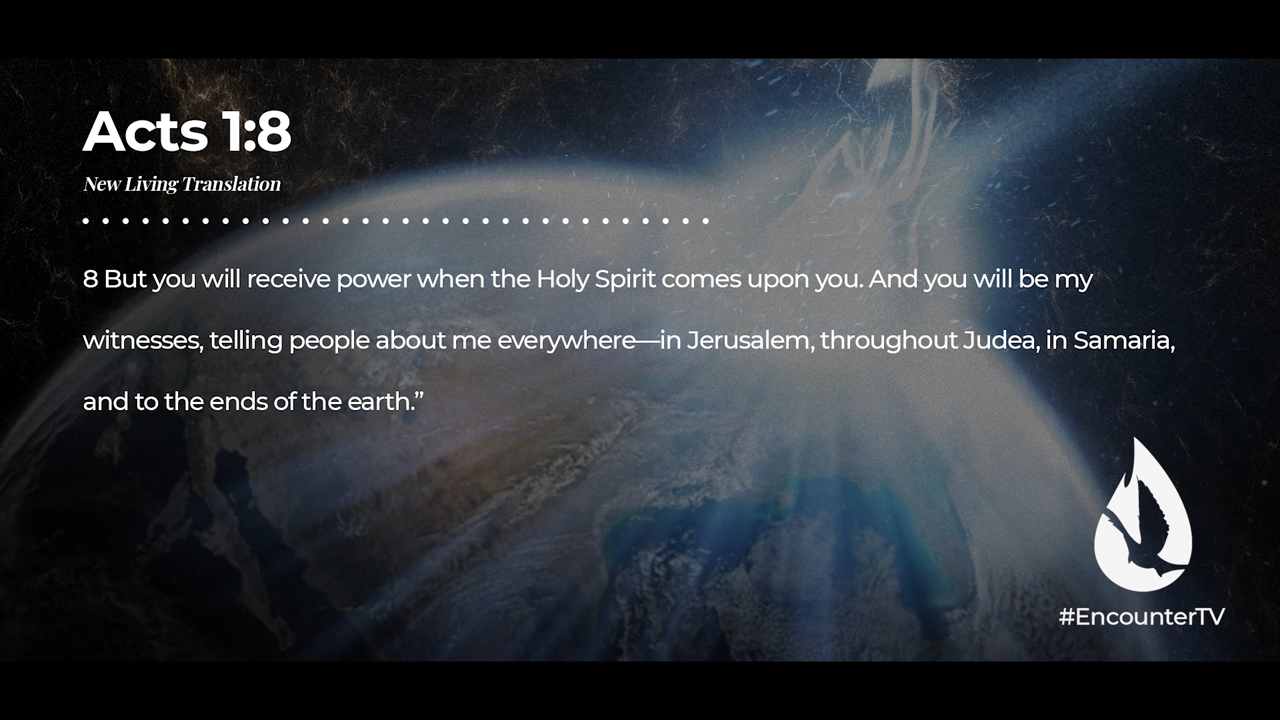 Acts 1:8
New Living Translation
8 But you will receive power when the Holy Spirit comes upon you. And you will be my
witnesses, telling people about me everywhere—in Jerusalem, throughout Judea, in Samaria,
and to the ends of the earth.”
#EncounterTV